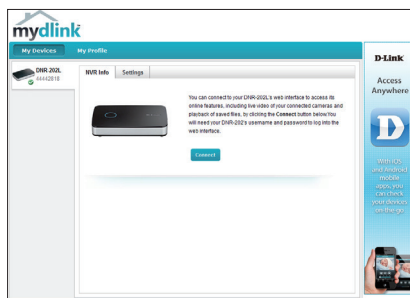 mydlink
My Devices
My Profile
DNR-202L
44442818
NVR Info
Settings
You can connect to your DNR-202L's web interface to access its
online features, including live video of your connected cameras and
playback of saved files, by clicking the Connect button below.You
will need your DNR-202's username and password to log into the
web interface.
Connect
D-Link
Access
Anywhere
D
With iOS
and Android
mobile
apps, you
can check
your devices
on-the-go